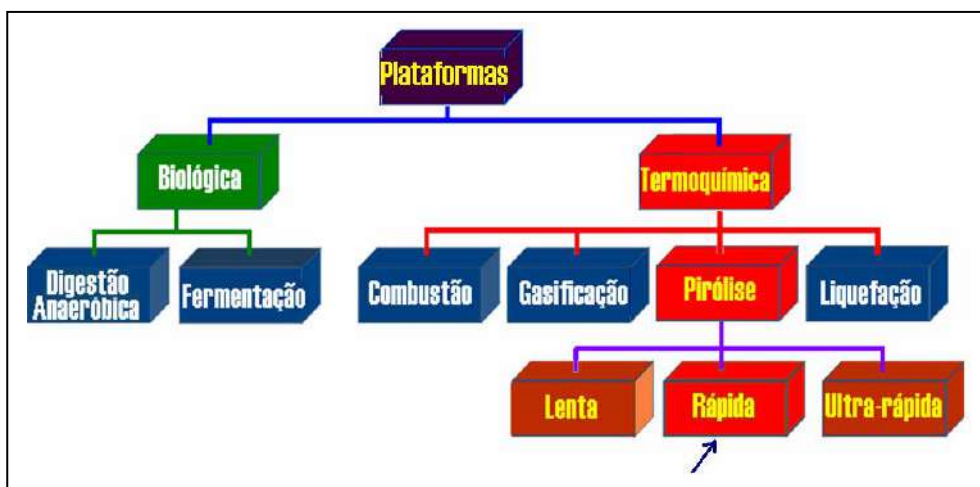 Plataformas
Biológica
Termoquímica
Digestão
Anaeróbica
Fermentação
Combustão
Gasificação
Pirólise
Liquefação
Lenta
Rápida
Ultra-rápida